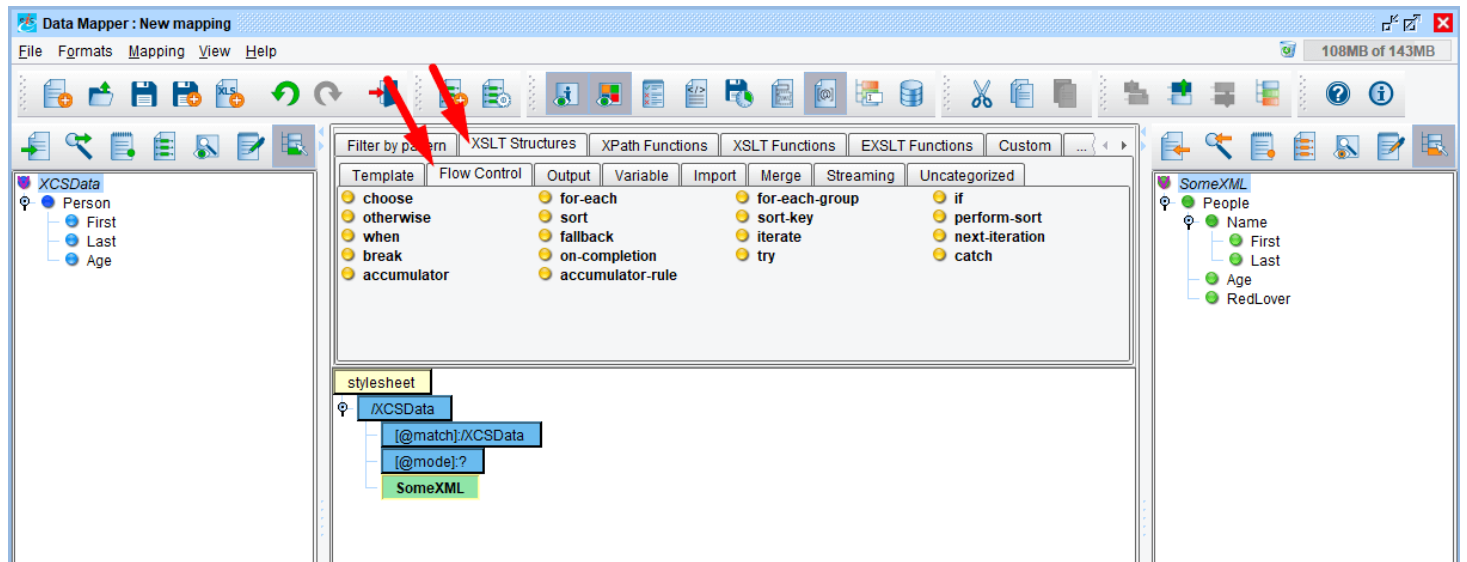 Data Mapper : New mapping
File Formats Mapping View Help
108MB of 143MB
XLS
Filter by pattern XSLT Structures XPath Functions XSLT Functions EXSLT Functions Custom ...
Template Flow Control Output Variable Import Merge Streaming Uncategorized
choose for-each for-each-group if
otherwise sort sort-key perform-sort
when fallback iterate next-iteration
break on-completion try catch
accumulator accumulator-rule
XCSData
Person
First
Last
Age
stylesheet
/XCSData
[@match]:/XCSData
[@mode]:?
SomeXML
SomeXML
People
Name
First
Last
Age
RedLover